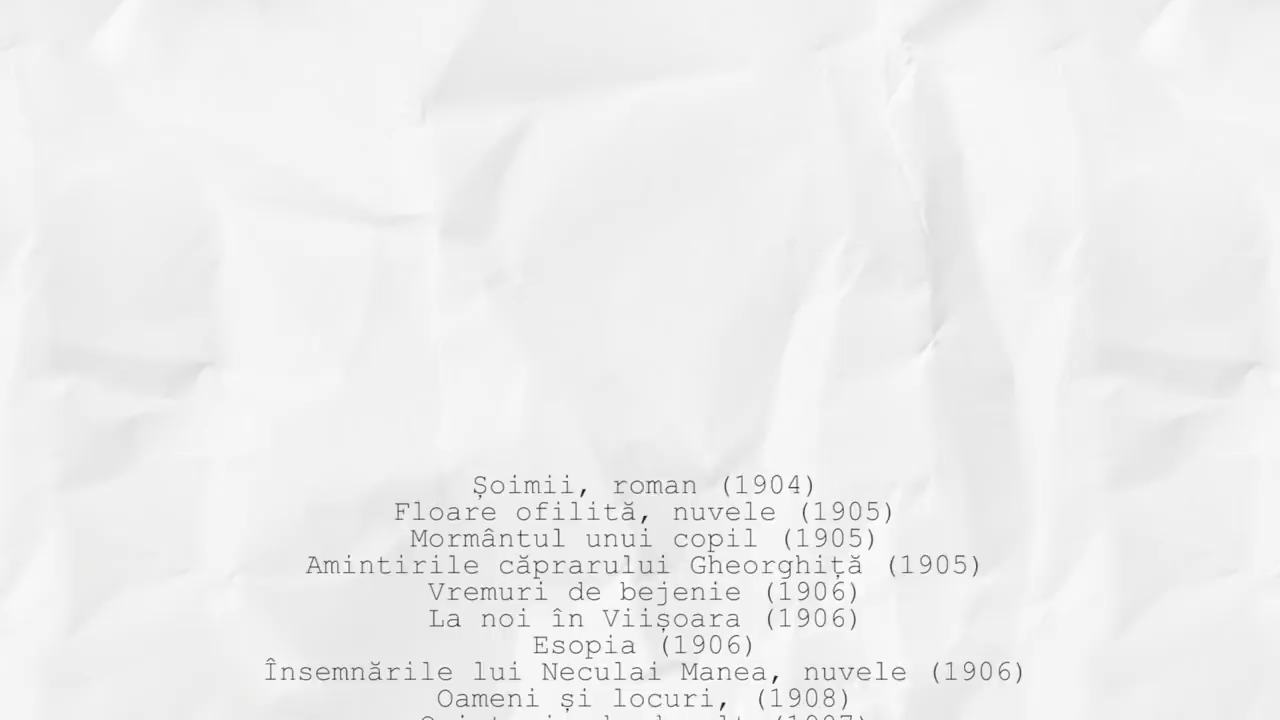 Șoimii, roman (1904)
Floare ofilită, nuvele (1905)
Mormântul unui copil (1905)
Amintirile căprarului Gheorghiță (1905)
Vremuri de bejenie (1906)
La noi în Viișoara (1906)
Esopia (1906)
Însemnările lui Neculai Manea, nuvele (1906)
Oameni și locuri, (1908)